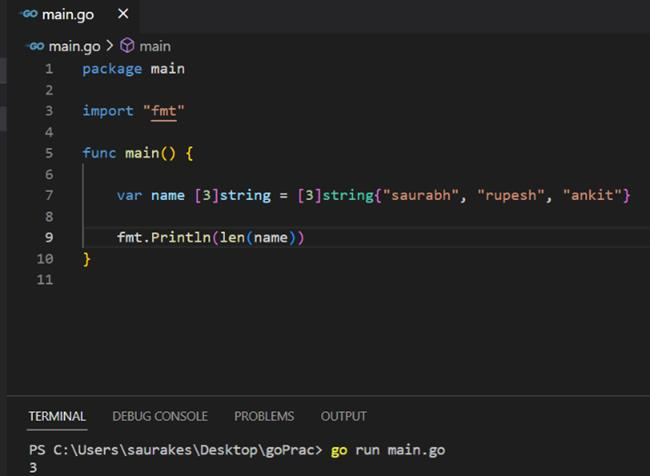 GO main.go ×
GO main.go > main
1 package main
2
3 import "fmt"
4
5 func main() {
6
7 var name [3]string = [3]string{"saurabh", "rupesh", "ankit"}
8
9 fmt.Println(len(name))
10 }
11
TERMINAL DEBUG CONSOLE PROBLEMS OUTPUT
PS C:\Users\saurakes\Desktop\goPrac> go run main.go
3